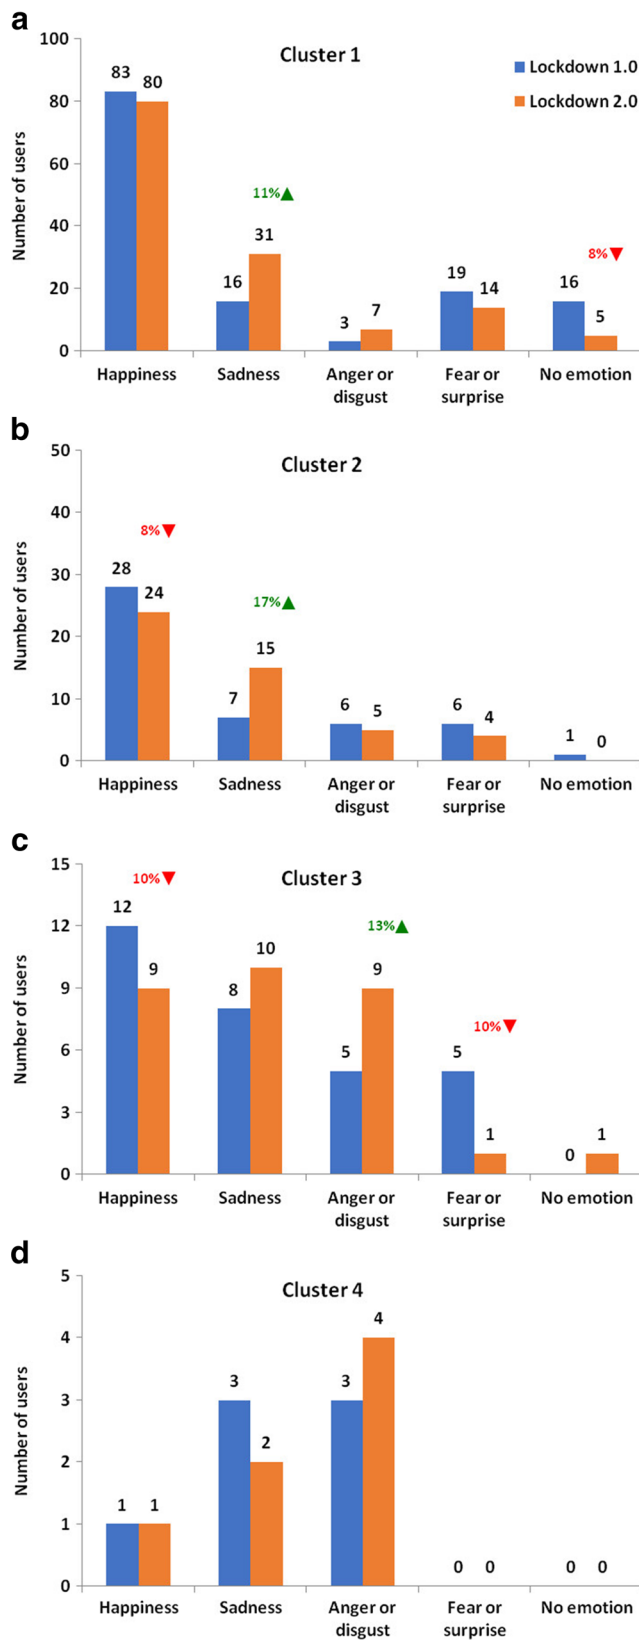 a
Cluster 1
Lockdown 1.0
Lockdown 2.0
Number of users
100
80
60
40
20
0
83
80
16
31
11%▲
3
7
19
14
16
5
8%▼
Happiness
Sadness
Anger or
disgust
Fear or
surprise
No emotion
b
Cluster 2
Number of users
50
40
30
20
10
0
8%▼
28
24
17%▲
7
15
6
5
6
4
1
0
Happiness
Sadness
Anger or
disgust
Fear or
surprise
No emotion
c
Cluster 3
Number of users
15
12
9
6
3
0
10%▼
12
9
8
10
13%▲
5
9
10%▼
5
1
0
1
Happiness
Sadness
Anger or
disgust
Fear or
surprise
No emotion
d
Cluster 4
Number of users
5
4
3
2
1
0
1
1
3
2
3
4
0
0
0
0
Happiness
Sadness
Anger or
disgust
Fear or
surprise
No emotion